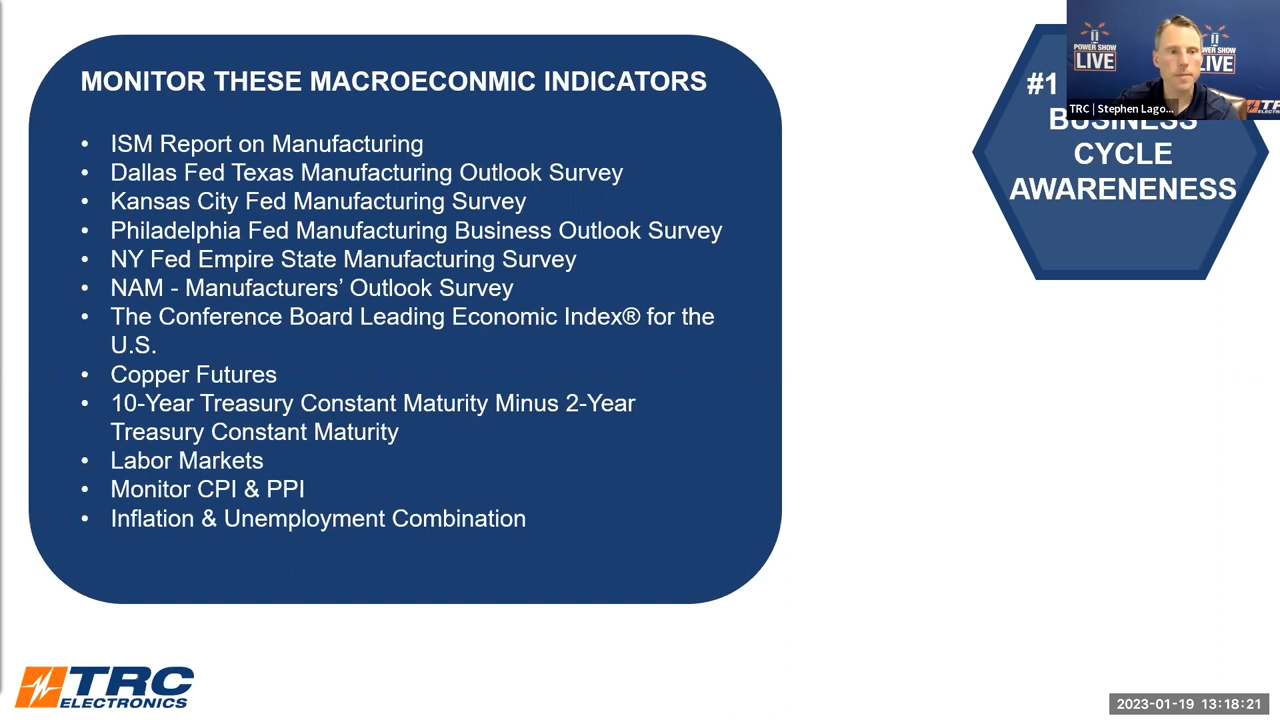 MONITOR THESE MACROECONMIC INDICATORS
• ISM Report on Manufacturing
• Dallas Fed Texas Manufacturing Outlook Survey
• Kansas City Fed Manufacturing Survey
• Philadelphia Fed Manufacturing Business Outlook Survey
• NY Fed Empire State Manufacturing Survey
• NAM - Manufacturers’ Outlook Survey
• The Conference Board Leading Economic Index® for the
U.S.
• Copper Futures
• 10-Year Treasury Constant Maturity Minus 2-Year
Treasury Constant Maturity
• Labor Markets
• Monitor CPI & PPI
• Inflation & Unemployment Combination
#1
BUSINESS
CYCLE
AWARENENESS
POWER SHOW
LIVE
POWER SHOW
LIVE
TRC | Stephen Lago...
TRC
ELECTRONICS
2023-01-19 13:18:21